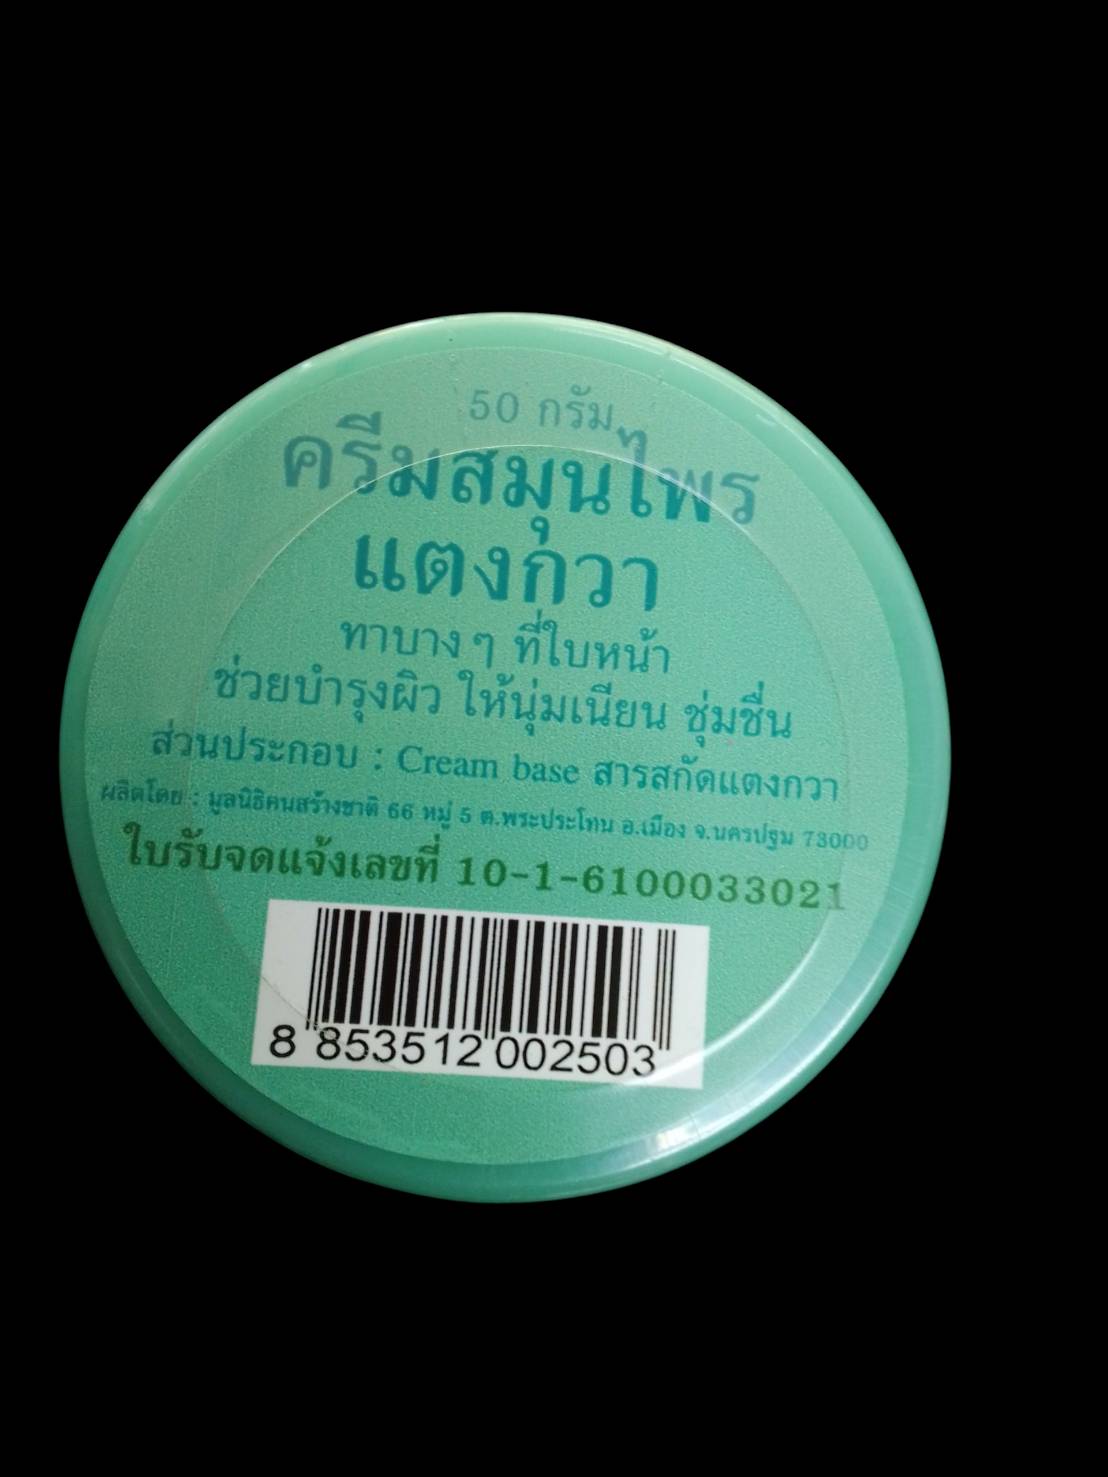 50 กรัม
ครีมสมุนไพร
แตงกวา
ทาบาง ๆ ที่ใบหน้า
ช่วยบำรุงผิว ให้นุ่มเนียน ชุ่มชื่น
ส่วนประกอบ : Cream base สารสกัดแตงกวา
ผลิตโดย : มูลนิธิคนสร้างชาติ 66 หมู่ 5 ต.พระประโทน อ.เมือง จ.นครปฐม 73000
ใบรับจดแจ้งเลขที่ 10-1-6100033021
8 853512 002503